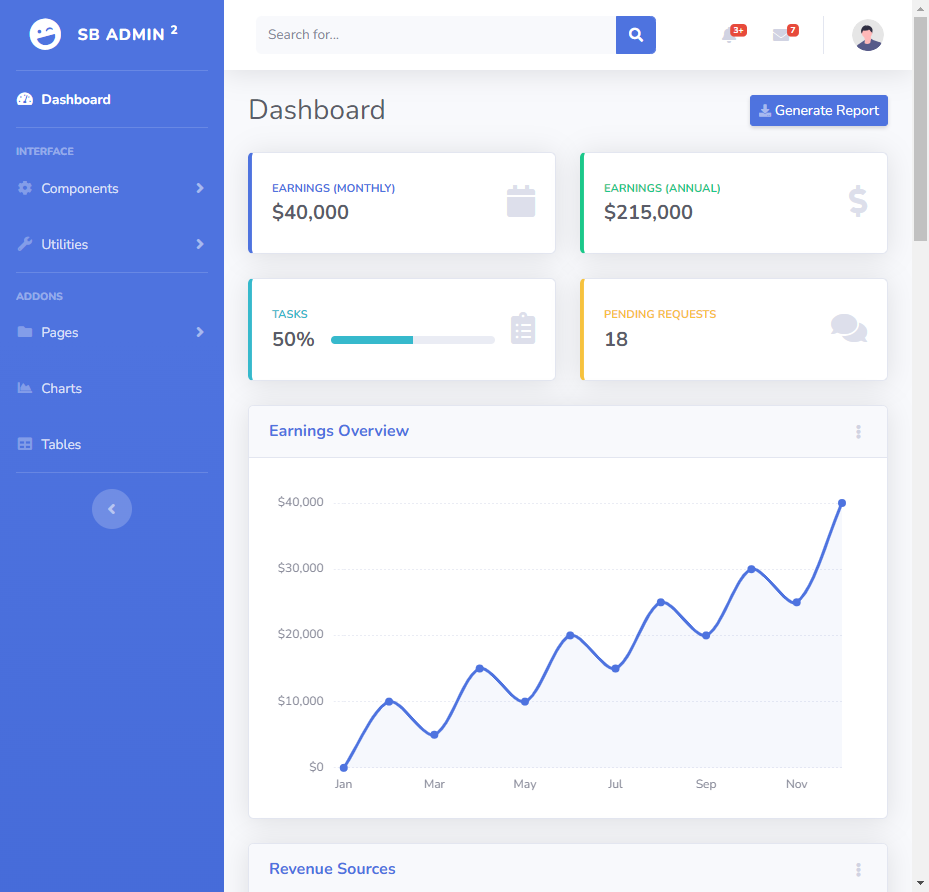 SB ADMIN 2
Dashboard
INTERFACE
Components
Utilities
ADDONS
Pages
Charts
Tables
Search for...
3+
7
Dashboard
Generate Report
EARNINGS (MONTHLY)
$40,000
EARNINGS (ANNUAL)
$215,000
TASKS
50%
PENDING REQUESTS
18
Earnings Overview
$40,000
$30,000
$20,000
$10,000
$0
Jan Mar May Jul Sep Nov
Revenue Sources